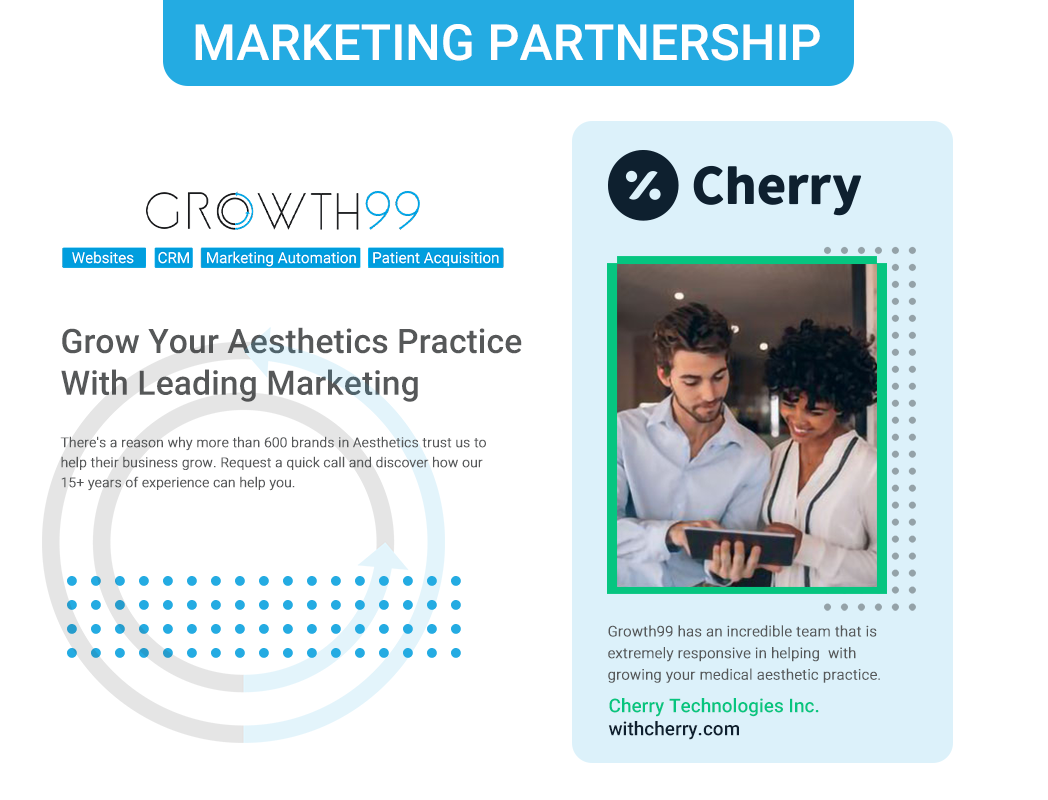 MARKETING PARTNERSHIP
GROWTH99
Websites CRM Marketing Automation Patient Acquisition
Grow Your Aesthetics Practice
With Leading Marketing
There's a reason why more than 600 brands in Aesthetics trust us to
help their business grow. Request a quick call and discover how our
15+ years of experience can help you.
Cherry
Growth99 has an incredible team that is
extremely responsive in helping  with
growing your medical aesthetic practice.
Cherry Technologies Inc.
withcherry.com